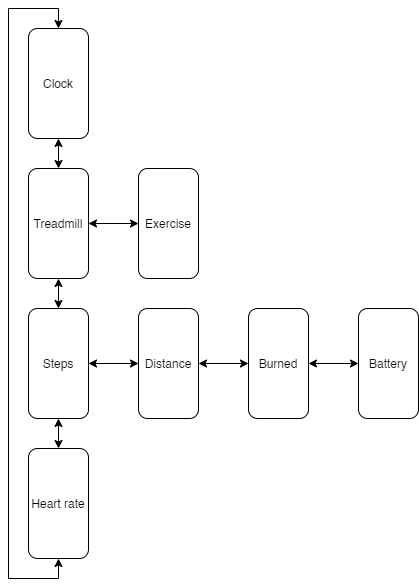 Clock
Treadmill
Exercise
Steps
Distance
Burned
Battery
Heart rate